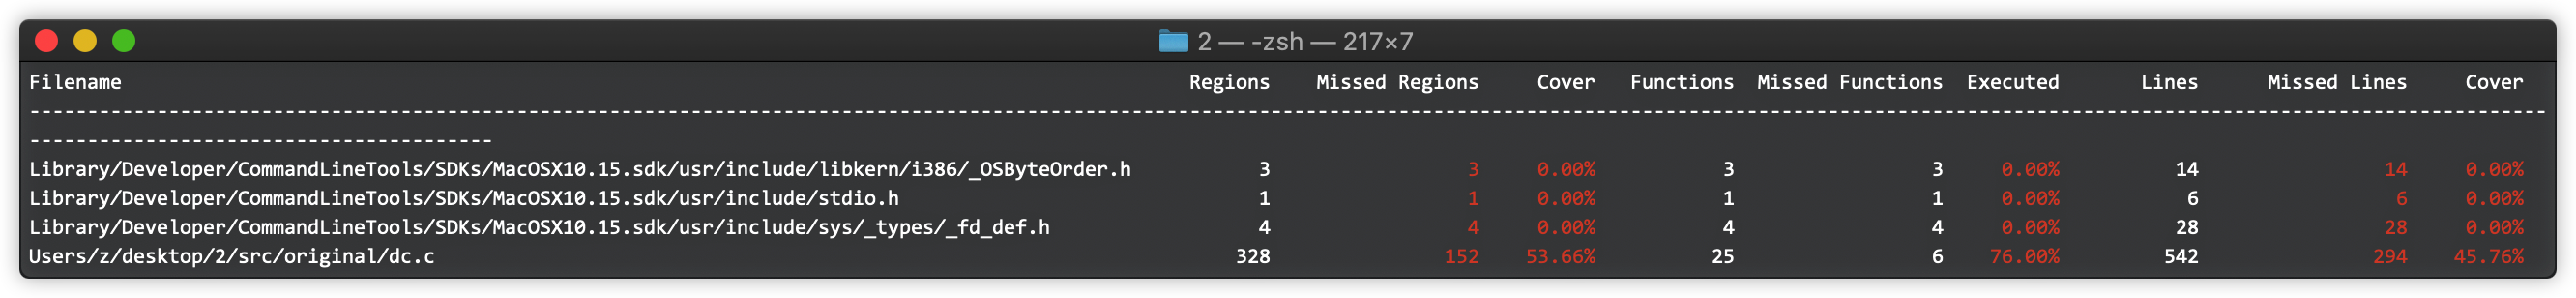 2 — -zsh — 217×7
Filename Regions Missed Regions Cover Functions Missed Functions Executed Lines Missed Lines Cover
Library/Developer/CommandLineTools/SDKs/MacOSX10.15.sdk/usr/include/libkern/i386/_OSByteOrder.h 3 3 0.00% 3 3 0.00% 14 14 0.00%
Library/Developer/CommandLineTools/SDKs/MacOSX10.15.sdk/usr/include/stdio.h 1 1 0.00% 1 1 0.00% 6 6 0.00%
Library/Developer/CommandLineTools/SDKs/MacOSX10.15.sdk/usr/include/sys/_types/_fd_def.h 4 4 0.00% 4 4 0.00% 28 28 0.00%
Users/z/desktop/2/src/original/dc.c 328 152 53.66% 25 6 76.00% 542 294 45.76%